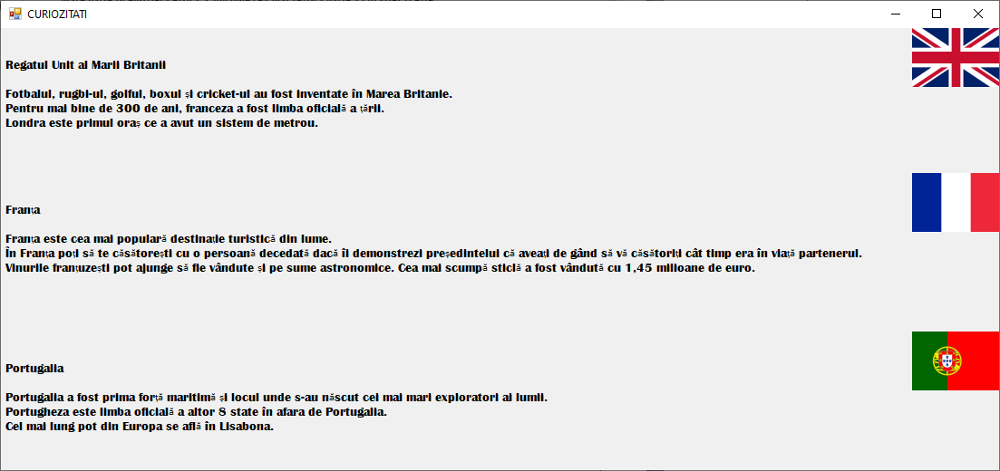 CURIOZITATI
Regatul Unit al Marii Britanii
Fotbalul, rugbi-ul, golful, boxul și cricket-ul au fost inventate în Marea Britanie.
Pentru mai bine de 300 de ani, franceza a fost limba oficială a țării.
Londra este primul oraș ce a avut un sistem de metrou.
Franța
Franța este cea mai populară destinație turistică din lume.
În Franța poți să te căsătorești cu o persoană decedată dacă îi demonstrezi președintelui că aveați de gând să vă căsătoriți cât timp era în viață partenerul.
Vinurile franțuzești pot ajunge să fie vândute și pe sume astronomice. Cea mai scumpă sticlă a fost vândută cu 1,45 milioane de euro.
Portugalia
Portugalia a fost prima forță maritimă și locul unde s-au născut cei mai mari exploratori ai lumii.
Portugheza este limba oficială a altor 8 state în afara de Portugalia.
Cel mai lung pot din Europa se află în Lisabona.